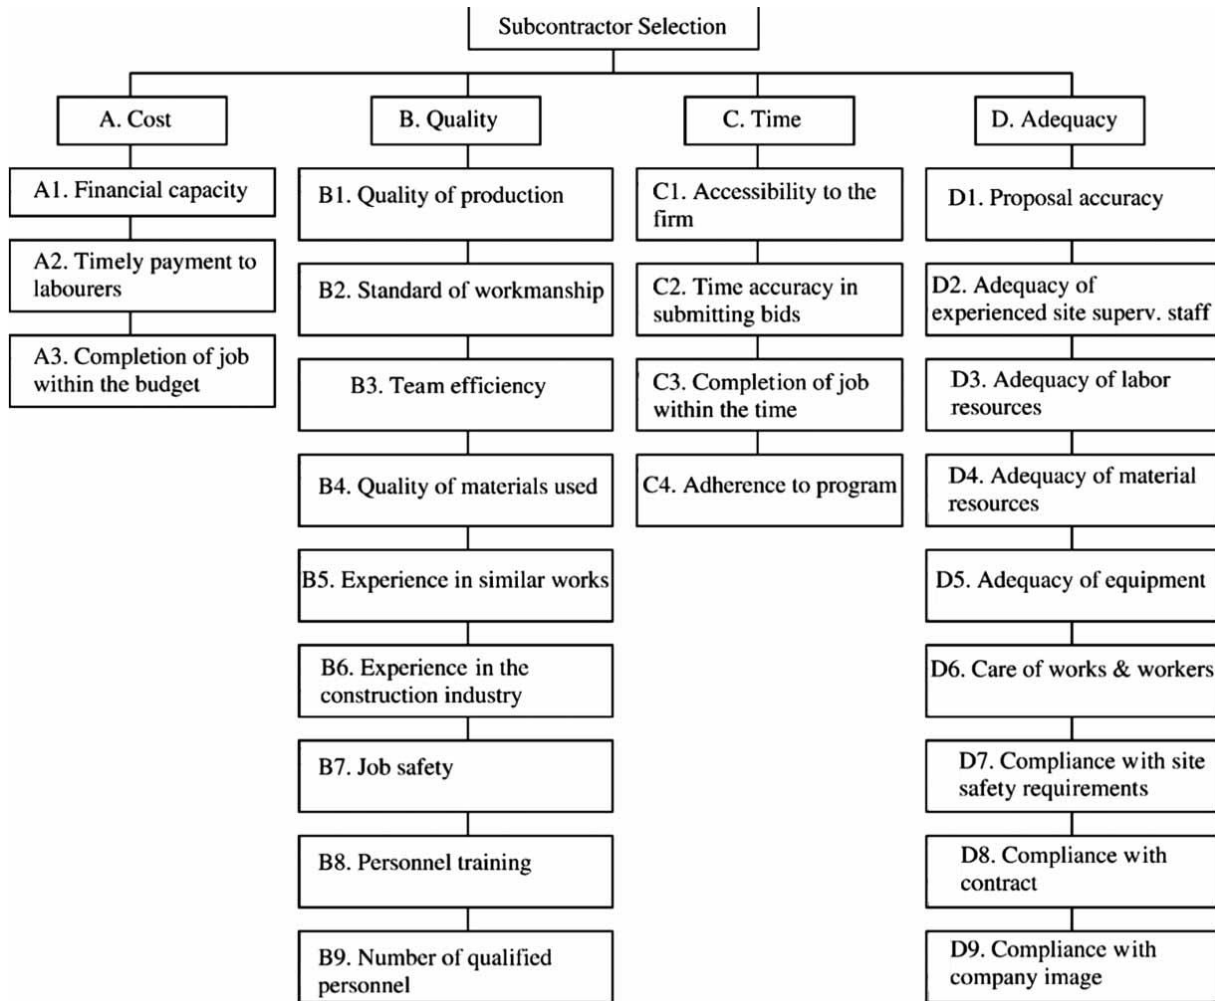 Subcontractor Selection
A. Cost
B. Quality
C. Time
D. Adequacy
A1. Financial capacity
A2. Timely payment to
labourers
A3. Completion of job
within the budget
B1. Quality of production
B2. Standard of workmanship
B3. Team efficiency
B4. Quality of materials used
B5. Experience in similar works
B6. Experience in the
construction industry
B7. Job safety
B8. Personnel training
B9. Number of qualified
personnel
C1. Accessibility to the
firm
C2. Time accuracy in
submitting bids
C3. Completion of job
within the time
C4. Adherence to program
D1. Proposal accuracy
D2. Adequacy of
experienced site superv. staff
D3. Adequacy of labor
resources
D4. Adequacy of material
resources
D5. Adequacy of equipment
D6. Care of works & workers
D7. Compliance with site
safety requirements
D8. Compliance with
contract
D9. Compliance with
company image